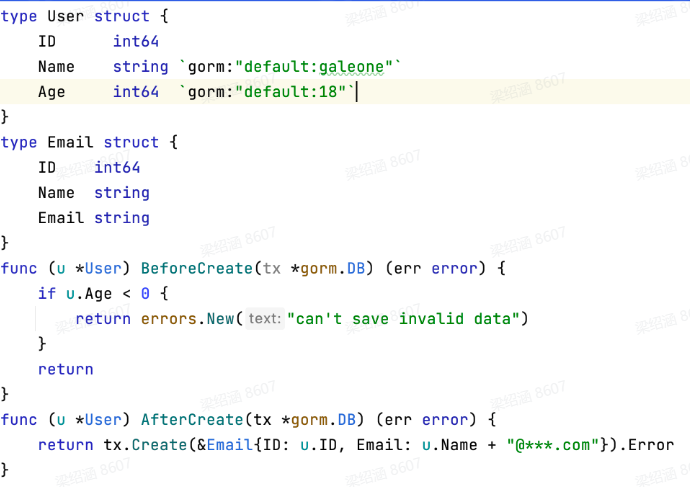 type User struct {
    ID      int64
    Name    string `gorm:"default:galeone"`
    Age     int64  `gorm:"default:18"`
}
type Email struct {
    ID    int64
    Name  string
    Email string
}
func (u *User) BeforeCreate(tx *gorm.DB) (err error) {
    if u.Age < 0 {
        return errors.New( text: "can't save invalid data")
    }
    return
}
func (u *User) AfterCreate(tx *gorm.DB) (err error) {
    return tx.Create(&Email{ID: u.ID, Email: u.Name + "@***.com"}).Error
}
梁绍涵 8607